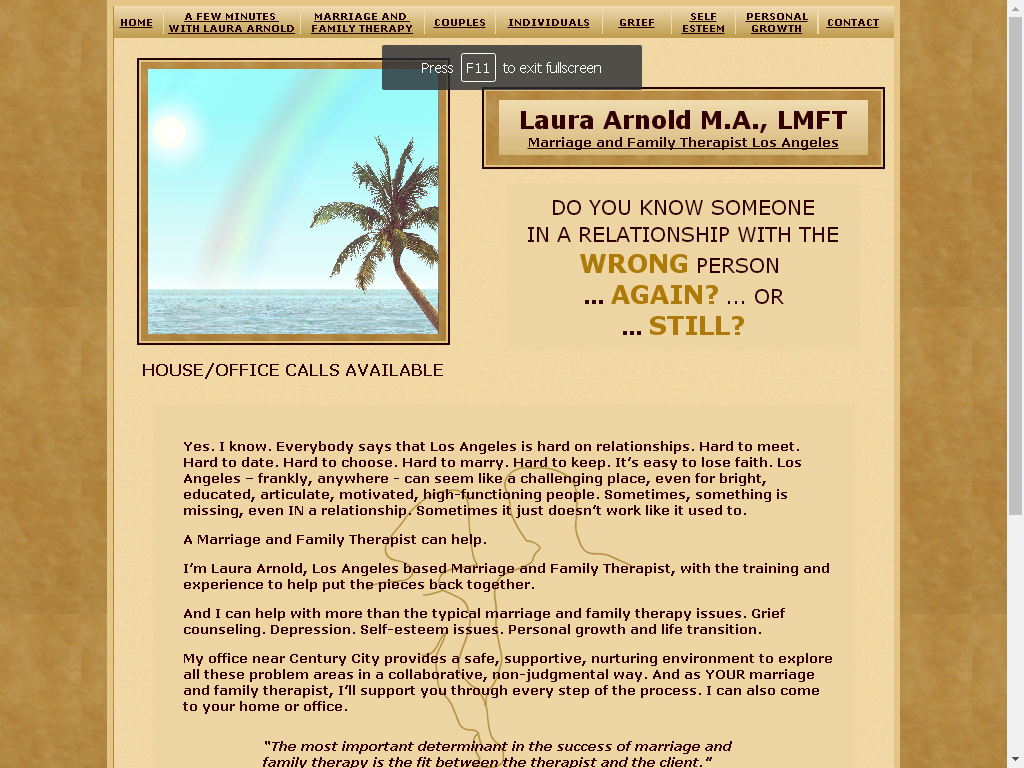 HOME
A FEW MINUTES
WITH LAURA ARNOLD
MARRIAGE AND
FAMILY THERAPY
COUPLES
INDIVIDUALS
GRIEF
SELF
ESTEEM
PERSONAL
GROWTH
CONTACT
Press F11 to exit fullscreen
Laura Arnold M.A., LMFT
Marriage and Family Therapist Los Angeles
DO YOU KNOW SOMEONE
IN A RELATIONSHIP WITH THE
WRONG PERSON
... AGAIN? ... OR
... STILL?
HOUSE/OFFICE CALLS AVAILABLE
Yes. I know. Everybody says that Los Angeles is hard on relationships. Hard to meet.
Hard to date. Hard to choose. Hard to marry. Hard to keep. It’s easy to lose faith. Los
Angeles – frankly, anywhere - can seem like a challenging place, even for bright,
educated, articulate, motivated, high-functioning people. Sometimes, something is
missing, even IN a relationship. Sometimes it just doesn’t work like it used to.
A Marriage and Family Therapist can help.
I’m Laura Arnold, Los Angeles based Marriage and Family Therapist, with the training and
experience to help put the pieces back together.
And I can help with more than the typical marriage and family therapy issues. Grief
counseling. Depression. Self-esteem issues. Personal growth and life transition.
My office near Century City provides a safe, supportive, nurturing environment to explore
all these problem areas in a collaborative, non-judgmental way. And as YOUR marriage
and family therapist, I’ll support you through every step of the process. I can also come
to your home or office.
“The most important determinant in the success of marriage and
family therapy is the fit between the therapist and the client.”